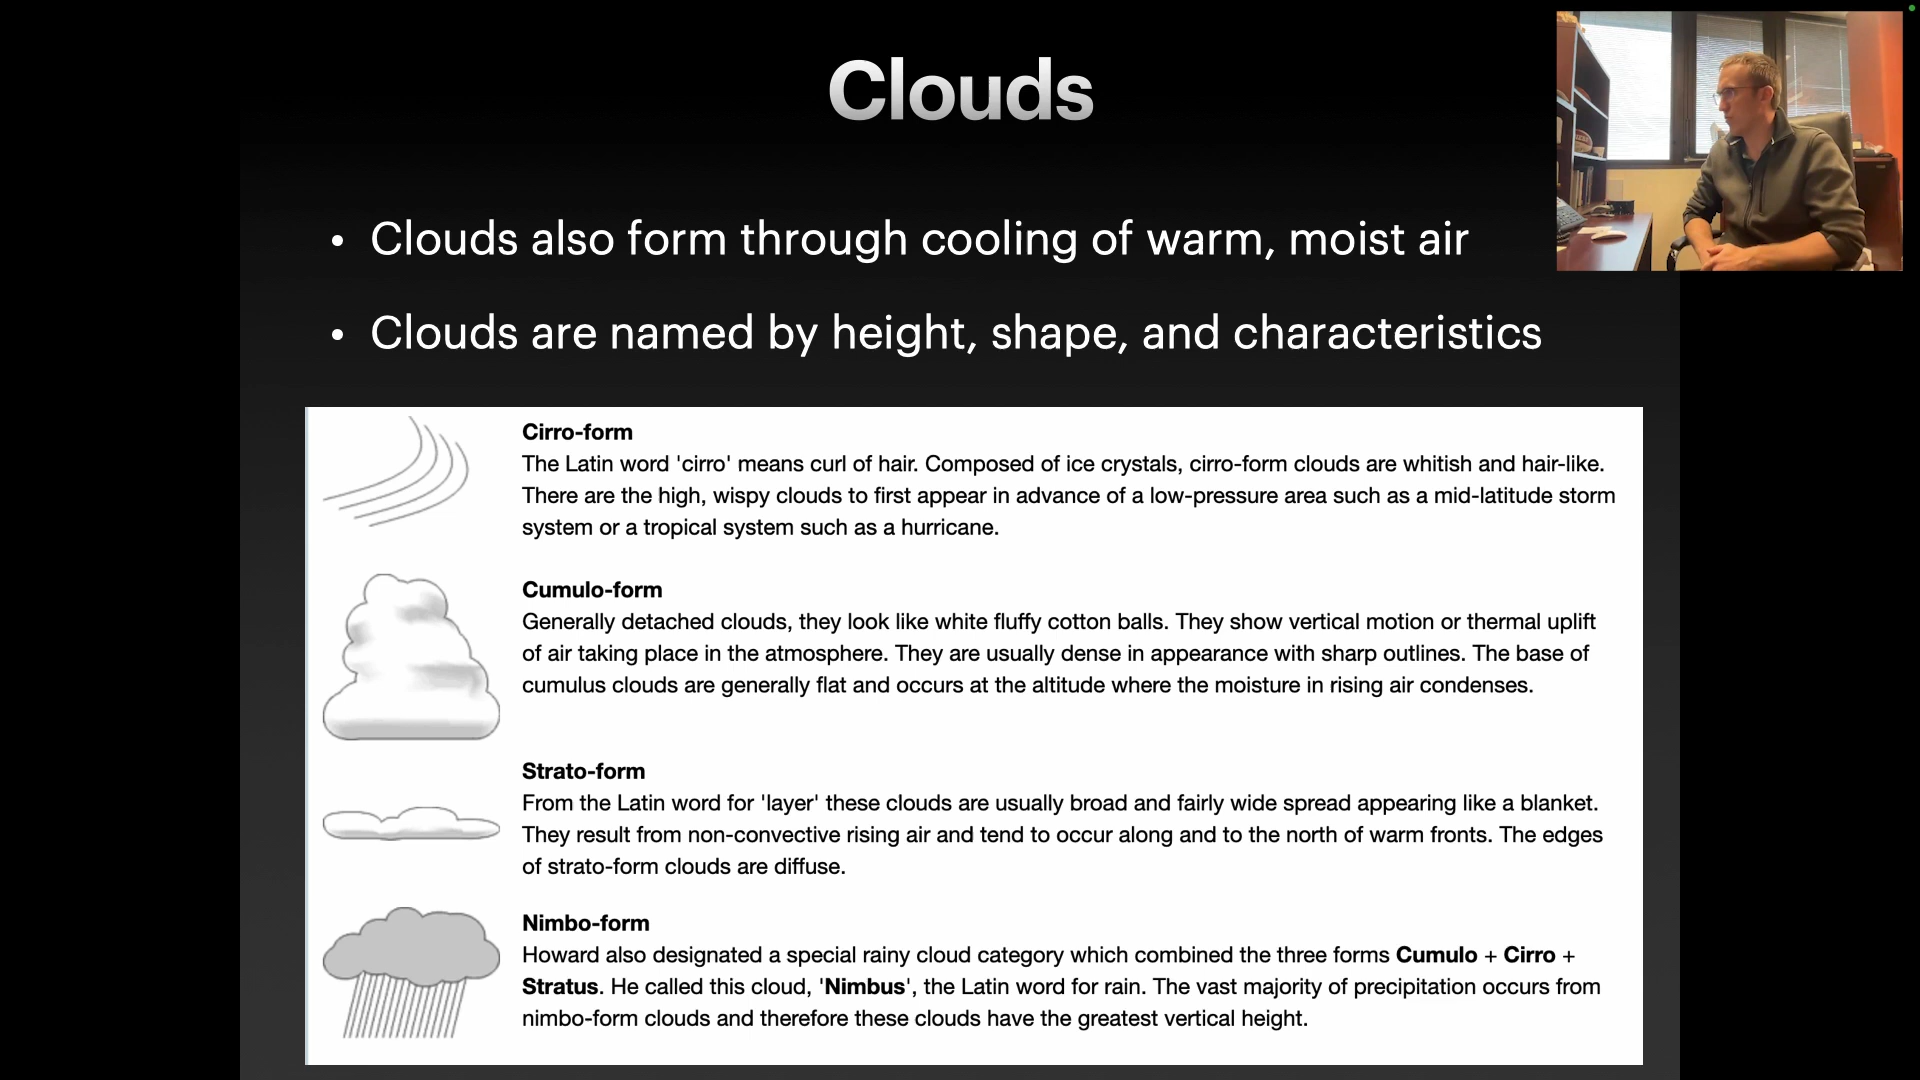 Clouds
• Clouds also form through cooling of warm, moist air
• Clouds are named by height, shape, and characteristics
Cirro-form
The Latin word 'cirro' means curl of hair. Composed of ice crystals, cirro-form clouds are whitish and hair-like.
There are the high, wispy clouds to first appear in advance of a low-pressure area such as a mid-latitude storm
system or a tropical system such as a hurricane.
Cumulo-form
Generally detached clouds, they look like white fluffy cotton balls. They show vertical motion or thermal uplift
of air taking place in the atmosphere. They are usually dense in appearance with sharp outlines. The base of
cumulus clouds are generally flat and occurs at the altitude where the moisture in rising air condenses.
Strato-form
From the Latin word for 'layer' these clouds are usually broad and fairly wide spread appearing like a blanket.
They result from non-convective rising air and tend to occur along and to the north of warm fronts. The edges
of strato-form clouds are diffuse.
Nimbo-form
Howard also designated a special rainy cloud category which combined the three forms Cumulo + Cirro +
Stratus. He called this cloud, 'Nimbus', the Latin word for rain. The vast majority of precipitation occurs from
nimbo-form clouds and therefore these clouds have the greatest vertical height.